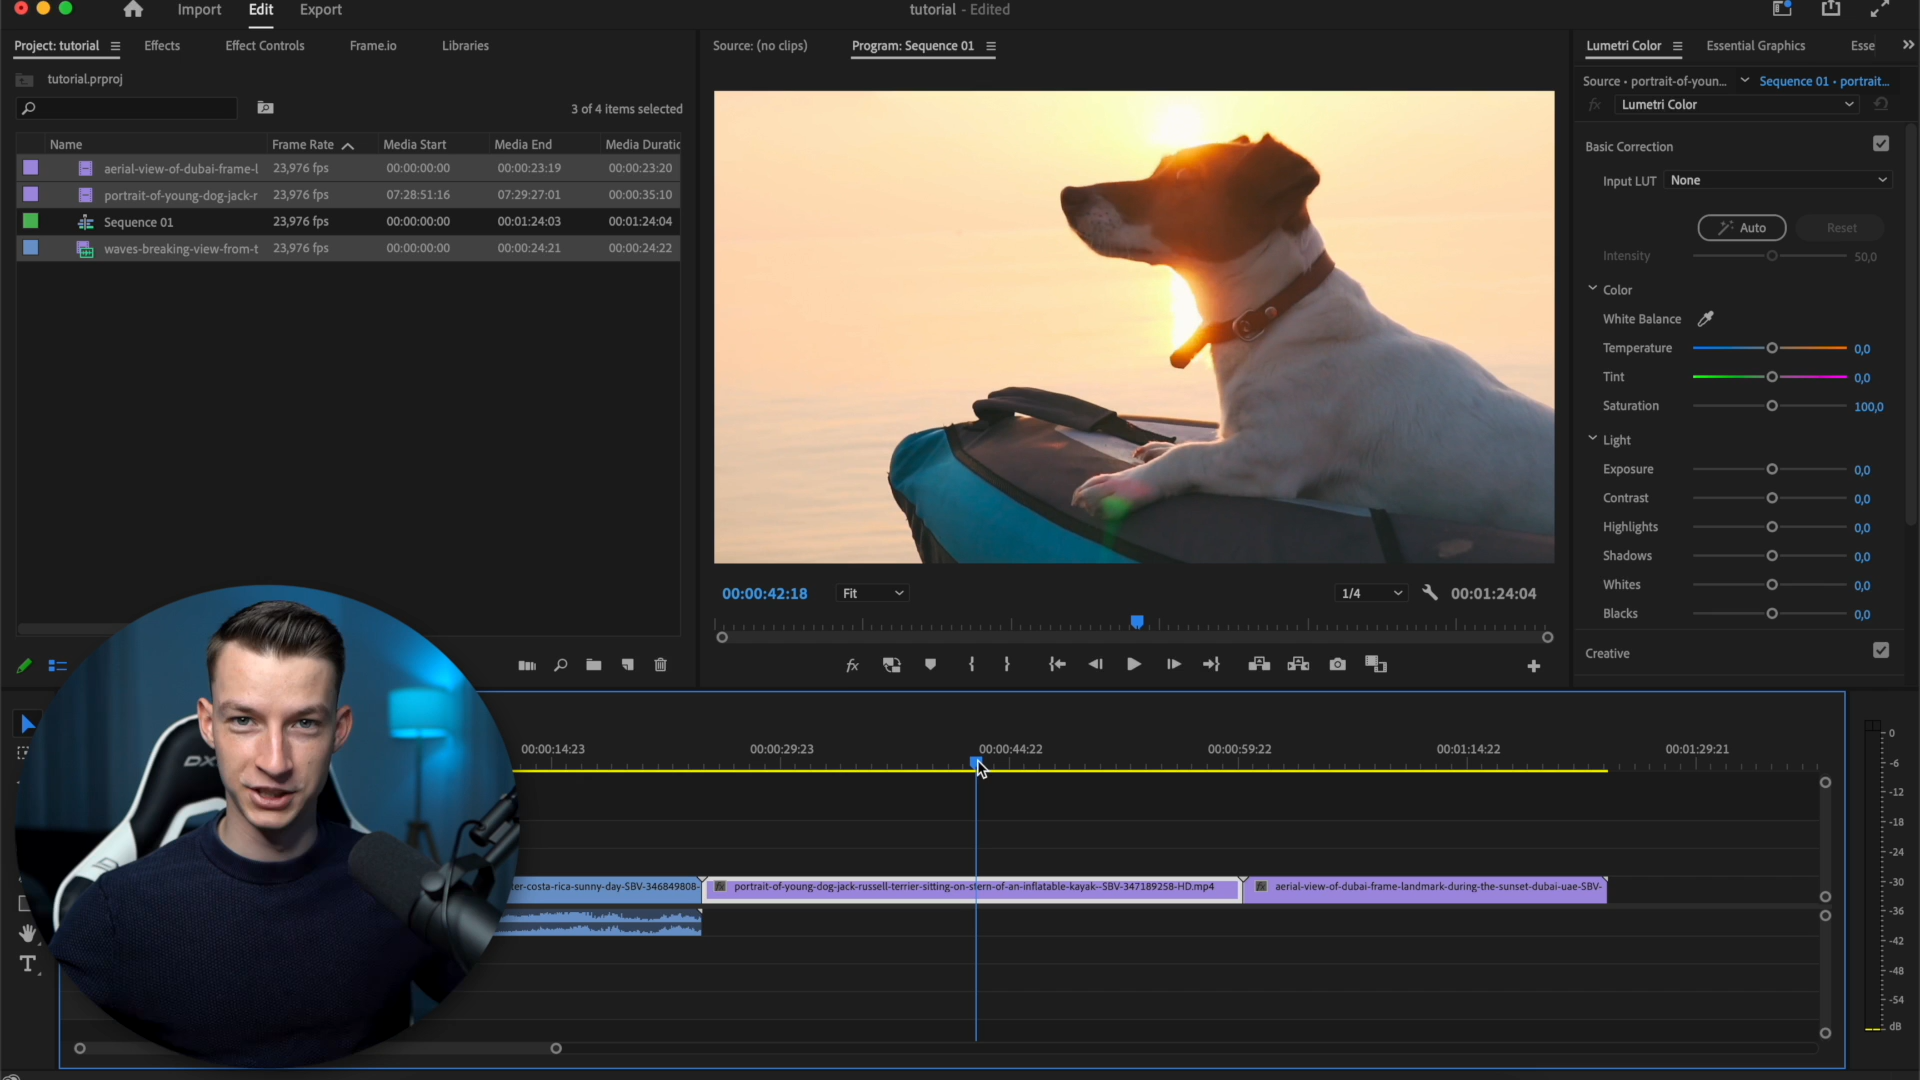 Import Edit Export tutorial - Edited
Project: tutorial Effects Effect Controls Frame.io Libraries
Source: (no clips) Program: Sequence 01
Lumetri Color Essential Graphics Esse
tutorial.prproj
Source • portrait-of-youn... Sequence 01 • portrait...
fx Lumetri Color
3 of 4 items selected
Name Frame Rate Media Start Media End Media Duratic
aerial-view-of-dubai-frame-l 23,976 fps 00:00:00:00 00:00:23:19 00:00:23:20
portrait-of-young-dog-jack-r 23,976 fps 07:28:51:16 07:29:27:01 00:00:35:10
Sequence 01 23,976 fps 00:00:00:00 00:01:24:03 00:01:24:04
waves-breaking-view-from-t 23,976 fps 00:00:00:00 00:00:24:21 00:00:24:22
Basic Correction
Input LUT None
Auto Reset
Intensity 50,0
Color
White Balance
Temperature 0,0
Tint 0,0
Saturation 100,0
Light
Exposure 0,0
Contrast 0,0
Highlights 0,0
Shadows 0,0
Whites 0,0
Blacks 0,0
Creative
00:00:42:18 Fit 1/4 00:01:24:04
fx
00:00:14:23 00:00:29:23 00:00:44:22 00:00:59:22 00:01:14:22 00:01:29:21
ter-costa-rica-sunny-day-SBV-346849808- fx portrait-of-young-dog-jack-russell-terrier-sitting-on-stern-of-an-inflatable-kayak--SBV-347189258-HD.mp4 fx aerial-view-of-dubai-frame-landmark-during-the-sunset-dubai-uae-SBV-
T
0
-6
-12
-18
-24
-30
-36
-42
-48
-54
dB